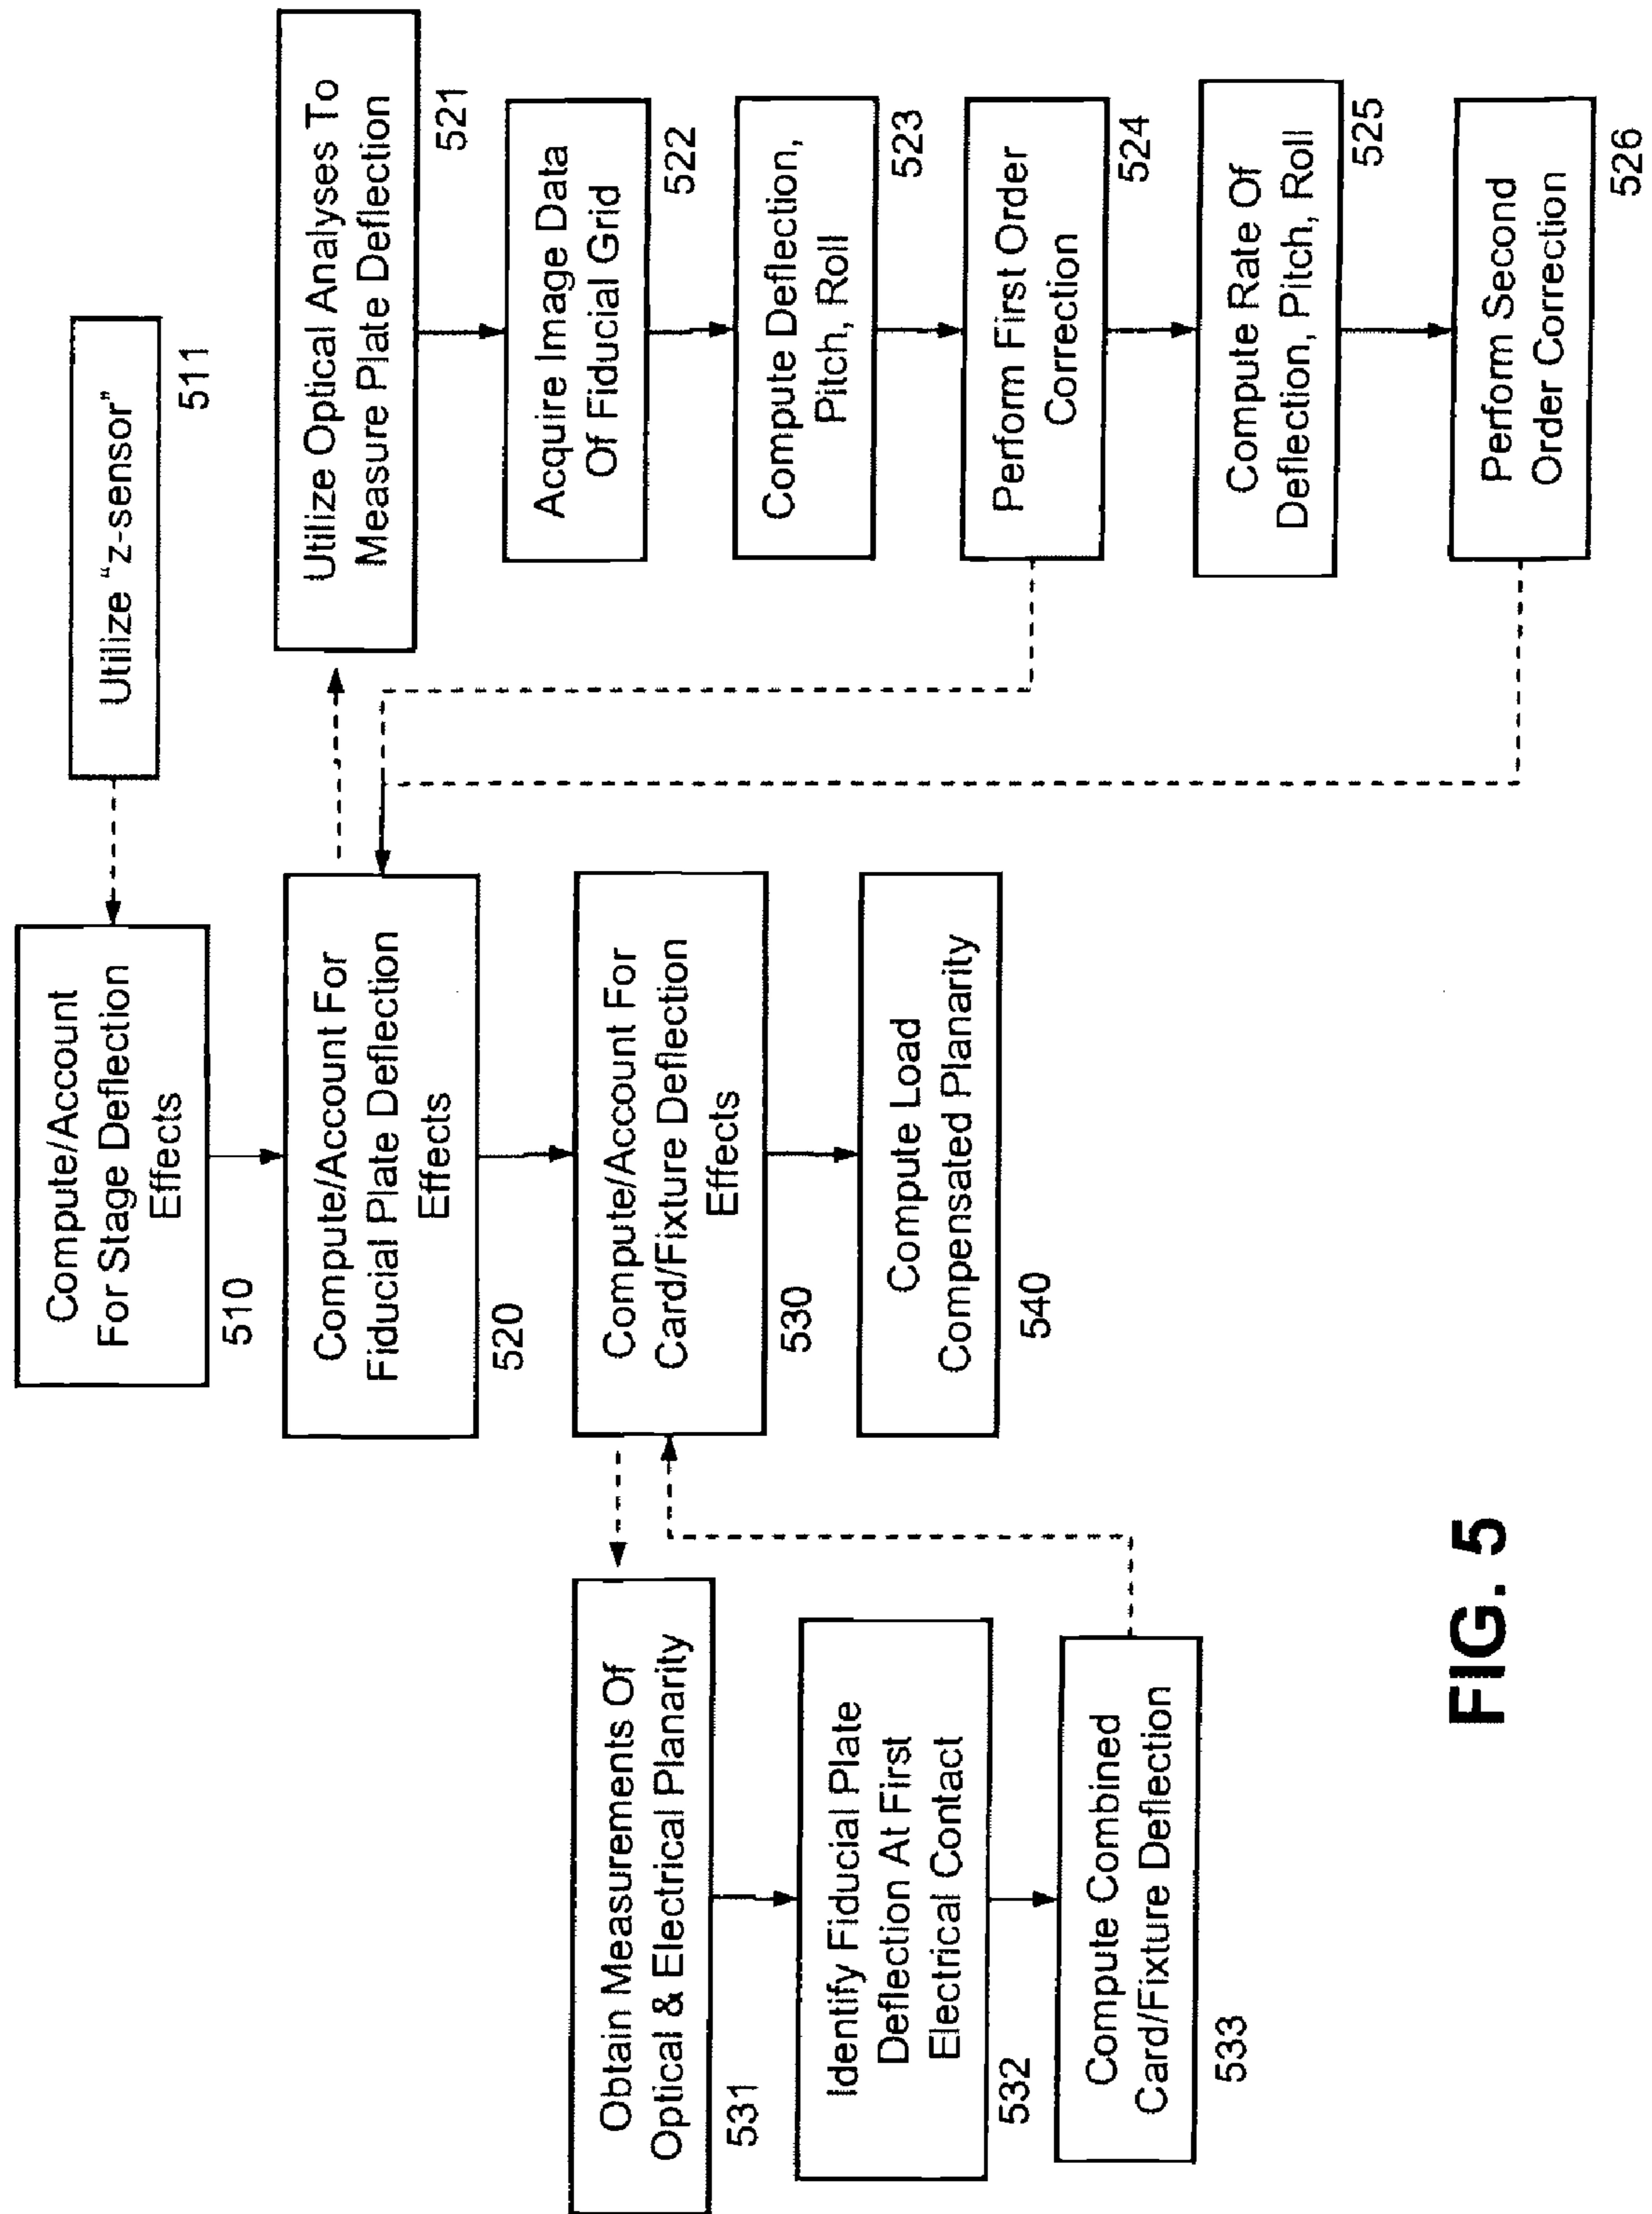 Utilize "z-sensor"
511
Compute/Account
For Stage Deflection
Effects
510
Utilize Optical Analyses To
Measure Plate Deflection
521
Compute/Account For
Fiducial Plate Deflection
Effects
520
Acquire Image Data
Of Fiducial Grid
522
Compute Deflection,
Pitch, Roll
523
Perform First Order
Correction
524
Compute Rate Of
Deflection, Pitch, Roll
525
Perform Second
Order Correction
526
Compute/Account For
Card/Fixture Deflection
Effects
530
Obtain Measurements Of
Optical & Electrical Planarity
531
Identify Fiducial Plate
Deflection At First
Electrical Contact
532
Compute Combined
Card/Fixture Deflection
533
Compute Load
Compensated Planarity
540
FIG. 5